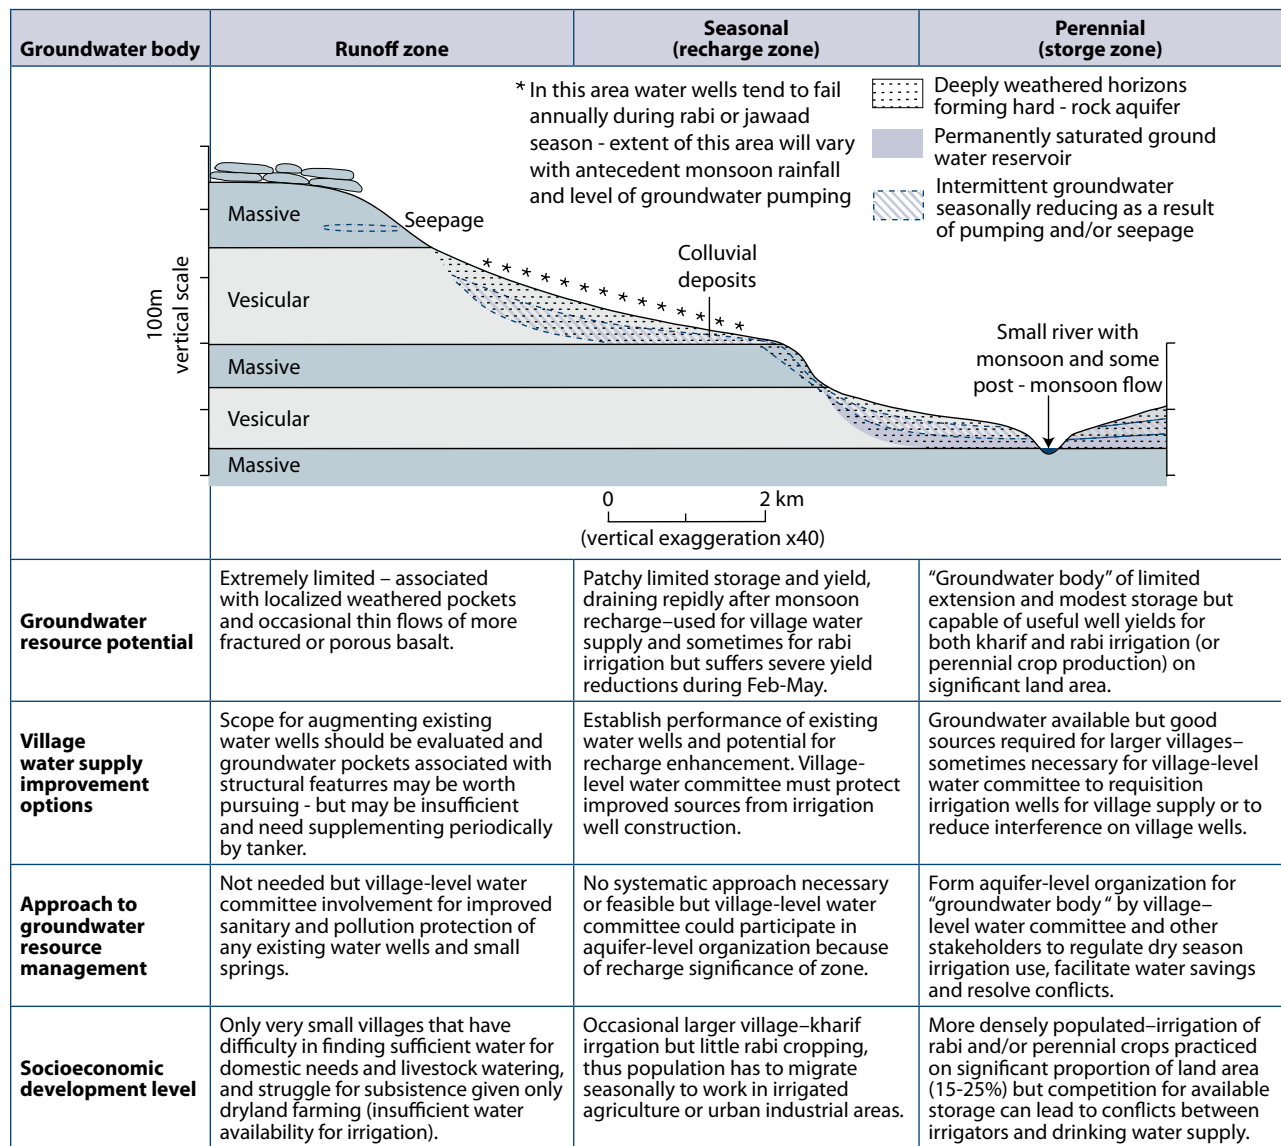 Groundwater body
Runoff zone
Seasonal
(recharge zone)
Perennial
(storge zone)
* In this area water wells tend to fail
annually during rabi or jawaad
season - extent of this area will vary
with antecedent monsoon rainfall
and level of groundwater pumping
Deeply weathered horizons
forming hard - rock aquifer
Permanently saturated ground
water reservoir
Intermittent groundwater
seasonally reducing as a result
of pumping and/or seepage
100m
vertical scale
Massive
Seepage
Vesicular
Colluvial
deposits
Massive
Vesicular
Massive
Small river with
monsoon and some
post - monsoon flow
0
2 km
(vertical exaggeration x40)
Groundwater
resource potential
Extremely limited – associated
with localized weathered pockets
and occasional thin flows of more
fractured or porous basalt.
Patchy limited storage and yield,
draining repidly after monsoon
recharge–used for village water
supply and sometimes for rabi
irrigation but suffers severe yield
reductions during Feb-May.
“Groundwater body” of limited
extension and modest storage but
capable of useful well yields for
both kharif and rabi irrigation (or
perennial crop production) on
significant land area.
Village
water supply
improvement
options
Scope for augmenting existing
water wells should be evaluated and
groundwater pockets associated with
structural featurres may be worth
pursuing - but may be insufficient
and need supplementing periodically
by tanker.
Establish performance of existing
water wells and potential for
recharge enhancement. Village-
level water committee must protect
improved sources from irrigation
well construction.
Groundwater available but good
sources required for larger villages–
sometimes necessary for village-level
water committee to requisition
irrigation wells for village supply or to
reduce interference on village wells.
Approach to
groundwater
resource
management
Not needed but village-level water
committee involvement for improved
sanitary and pollution protection of
any existing water wells and small
springs.
No systematic approach necessary
or feasible but village-level water
committee could participate in
aquifer-level organization because
of recharge significance of zone.
Form aquifer-level organization for
“groundwater body “ by village–
level water committee and other
stakeholders to regulate dry season
irrigation use, facilitate water savings
and resolve conflicts.
Socioeconomic
development level
Only very small villages that have
difficulty in finding sufficient water for
domestic needs and livestock watering,
and struggle for subsistence given only
dryland farming (insufficient water
availability for irrigation).
Occasional larger village–kharif
irrgation but little rabi cropping,
thus population has to migrate
seasonally to work in irrigated
agriculture or urban industrial areas.
More densely populated–irrigation of
rabi and/or perennial crops practiced
on significant proportion of land area
(15-25%) but competition for available
storage can lead to conflicts between
irrigators and drinking water supply.